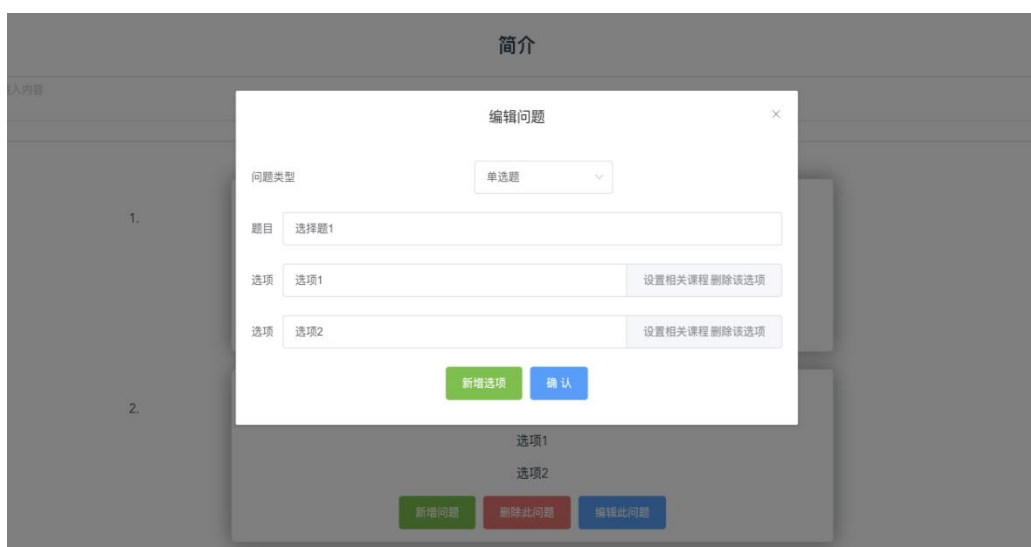 简介
入内容
编辑问题
问题类型 单选题
1.
题目 选择题1
选项 选项1 设置相关课程 删除该选项
选项 选项2 设置相关课程 删除该选项
新增选项 确 认
2.
选项1
选项2
新增问题 删除此问题 编辑此问题